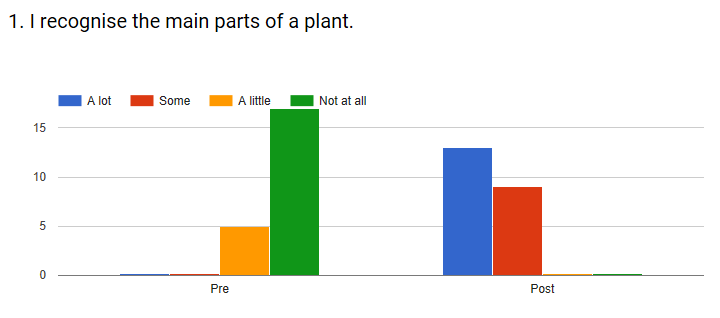 1. I recognise the main parts of a plant.
A lot Some A little Not at all
15
10
5
0
Pre Post